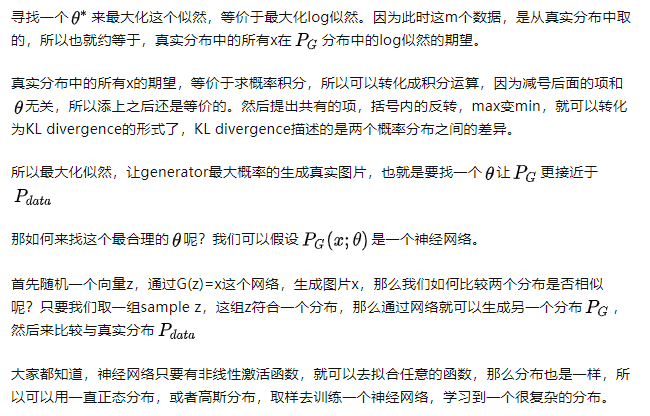 寻找一个 θ* 来最大化这个似然，等价于最大化log似然。因为此时这m个数据，是从真实分布中取
的，所以也就约等于，真实分布中的所有x在 P_G 分布中的log似然的期望。
真实分布中的所有x的期望，等价于求概率积分，所以可以转化成积分运算，因为减号后面的项和
θ无关，所以添上之后还是等价的。然后提出共有的项，括号内的反转，max变min，就可以转化
为KL divergence的形式了，KL divergence描述的是两个概率分布之间的差异。
所以最大化似然，让generator最大概率的生成真实图片，也就是要找一个 θ 让 P_G 更接近于
P_data
那如何来找这个最合理的 θ 呢？我们可以假设 P_G(x; θ) 是一个神经网络。
首先随机一个向量z，通过G(z)=x这个网络，生成图片x，那么我们如何比较两个分布是否相似
呢？只要我们取一组sample z，这组z符合一个分布，那么通过网络就可以生成另一个分布 P_G ，
然后来比较与真实分布 P_data
大家都知道，神经网络只要有非线性激活函数，就可以去拟合任意的函数，那么分布也是一样，所
以可以用一直正态分布，或者高斯分布，取样去训练一个神经网络，学习到一个很复杂的分布。